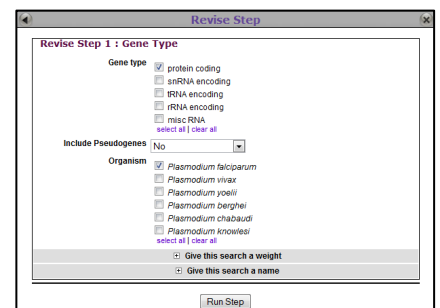 Revise Step
Revise Step 1 : Gene Type
Gene type
protein coding
snRNA encoding
tRNA encoding
rRNA encoding
misc RNA
select all | clear all
Include Pseudogenes No
Organism
Plasmodium falciparum
Plasmodium vivax
Plasmodium yoelii
Plasmodium berghei
Plasmodium chabaudi
Plasmodium knowlesi
select all | clear all
Give this search a weight
Give this search a name
Run Step